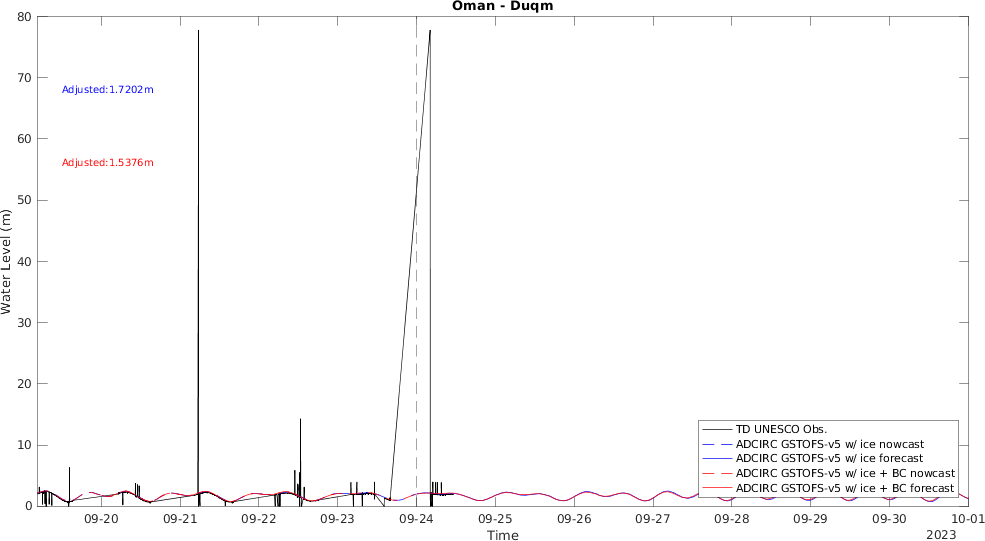 Oman - Duqm
80
70
60
50
40
30
20
10
0
Water Level (m)
Adjusted:1.7202m
Adjusted:1.5376m
TD UNESCO Obs.
ADCIRC GSTOFS-v5 w/ ice nowcast
ADCIRC GSTOFS-v5 w/ ice forecast
ADCIRC GSTOFS-v5 w/ ice + BC nowcast
ADCIRC GSTOFS-v5 w/ ice + BC forecast
09-20 09-21 09-22 09-23 09-24 09-25 09-26 09-27 09-28 09-29 09-30 10-01
2023
Time